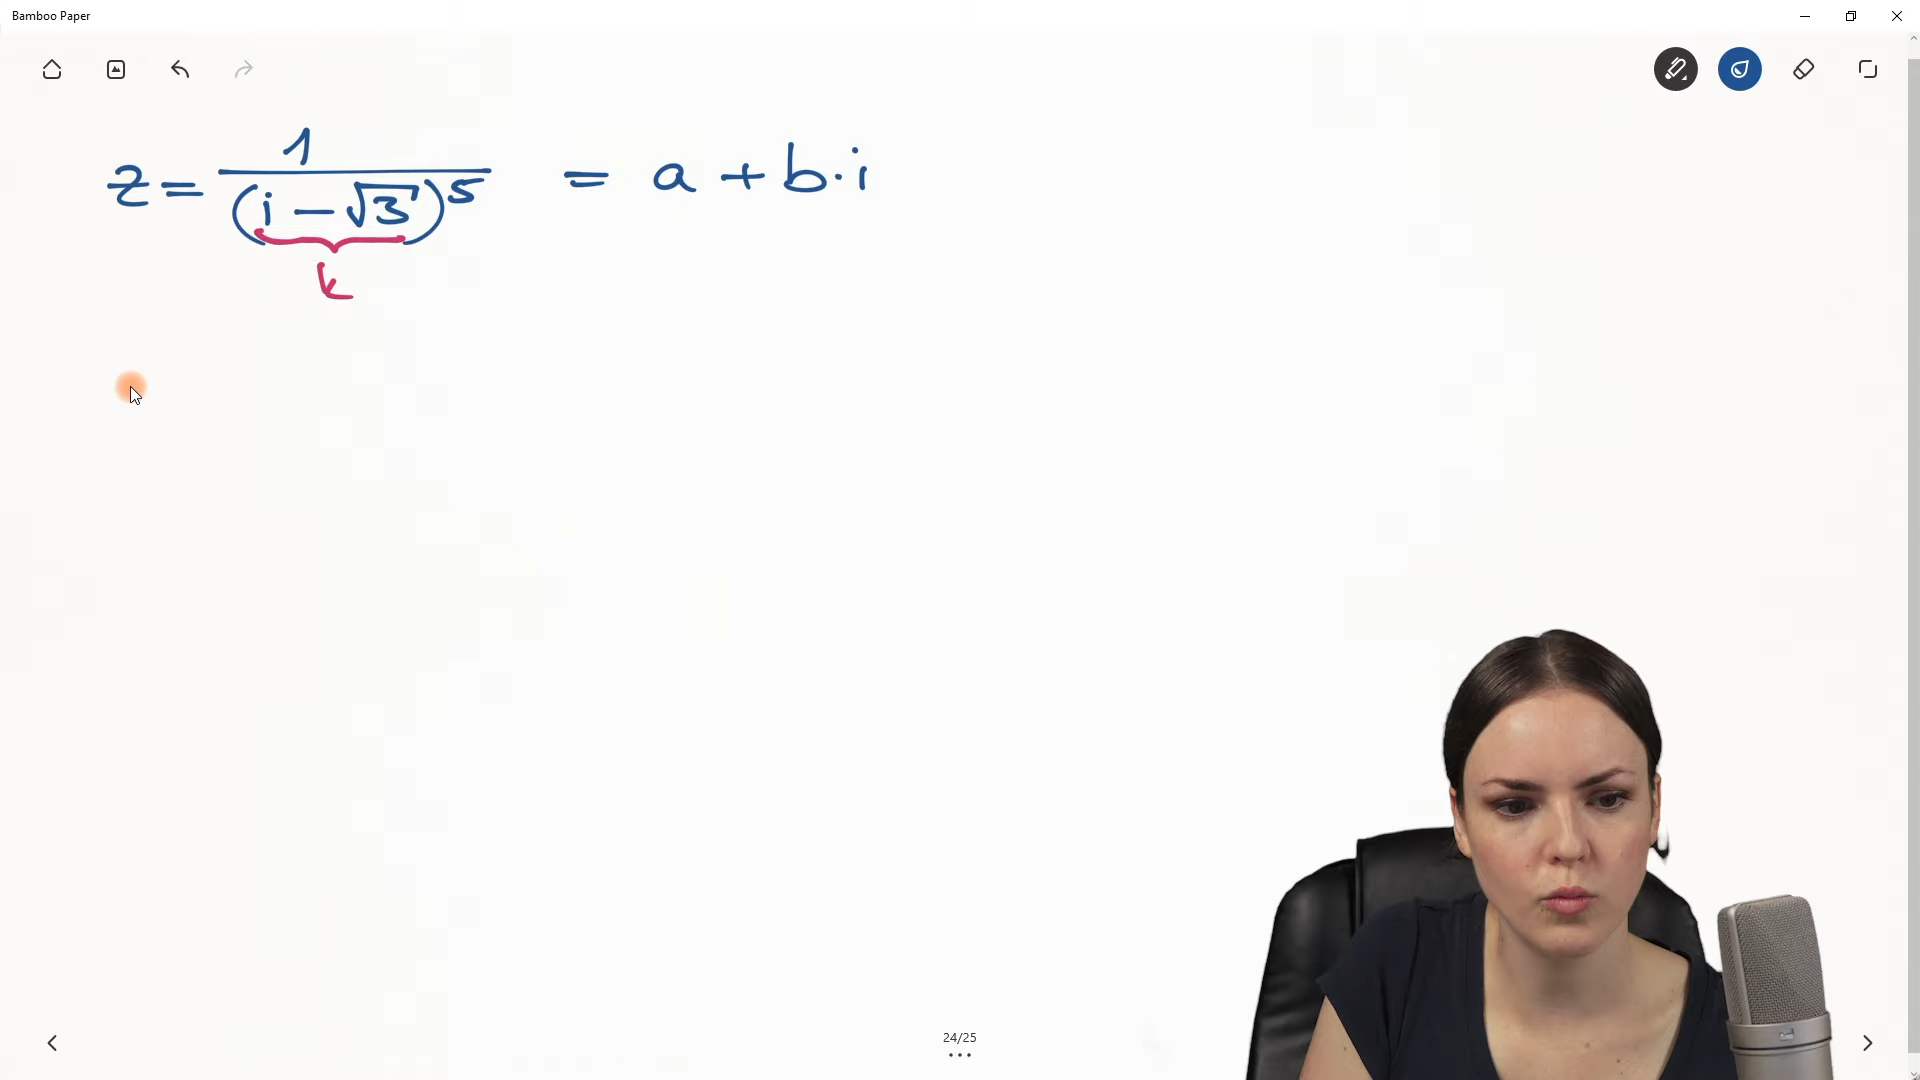 Bamboo Paper
z = 1/(i − √3)^5 = a + b · i
k
24/25